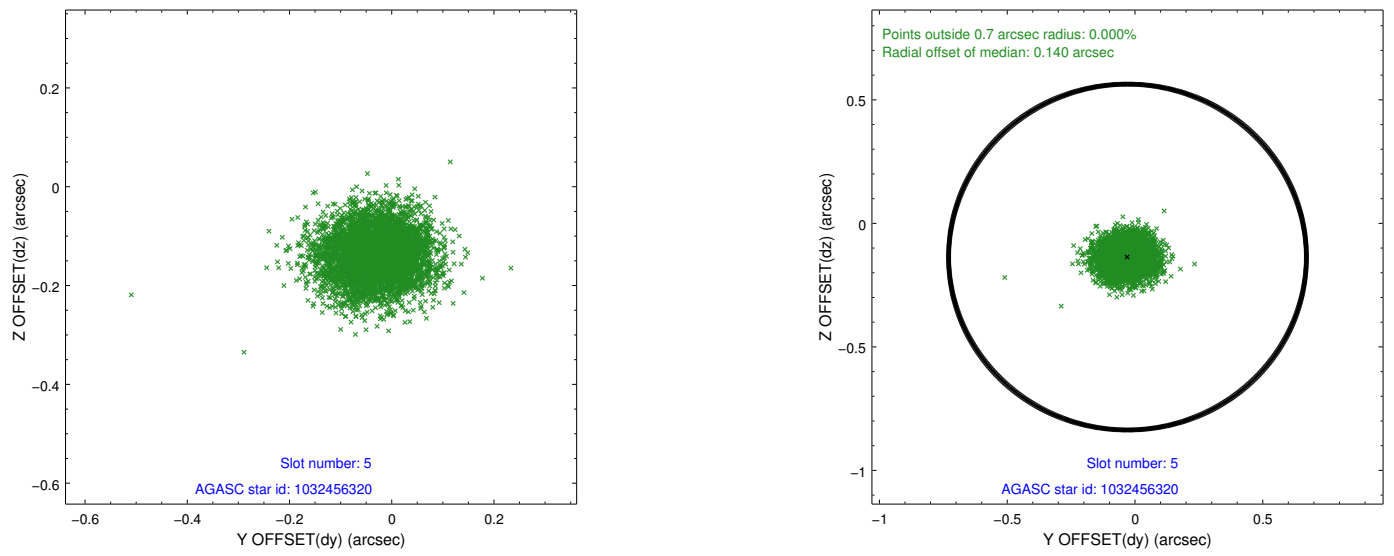 0.2
0
−0.2
−0.4
−0.6
Z OFFSET(dz) (arcsec)
Slot number: 5
AGASC star id: 1032456320
−0.6 −0.4 −0.2 0 0.2
Y OFFSET(dy) (arcsec)
Points outside 0.7 arcsec radius: 0.000%
Radial offset of median: 0.140 arcsec
0.5
0
−0.5
−1
Z OFFSET(dz) (arcsec)
Slot number: 5
AGASC star id: 1032456320
−1 −0.5 0 0.5
Y OFFSET(dy) (arcsec)